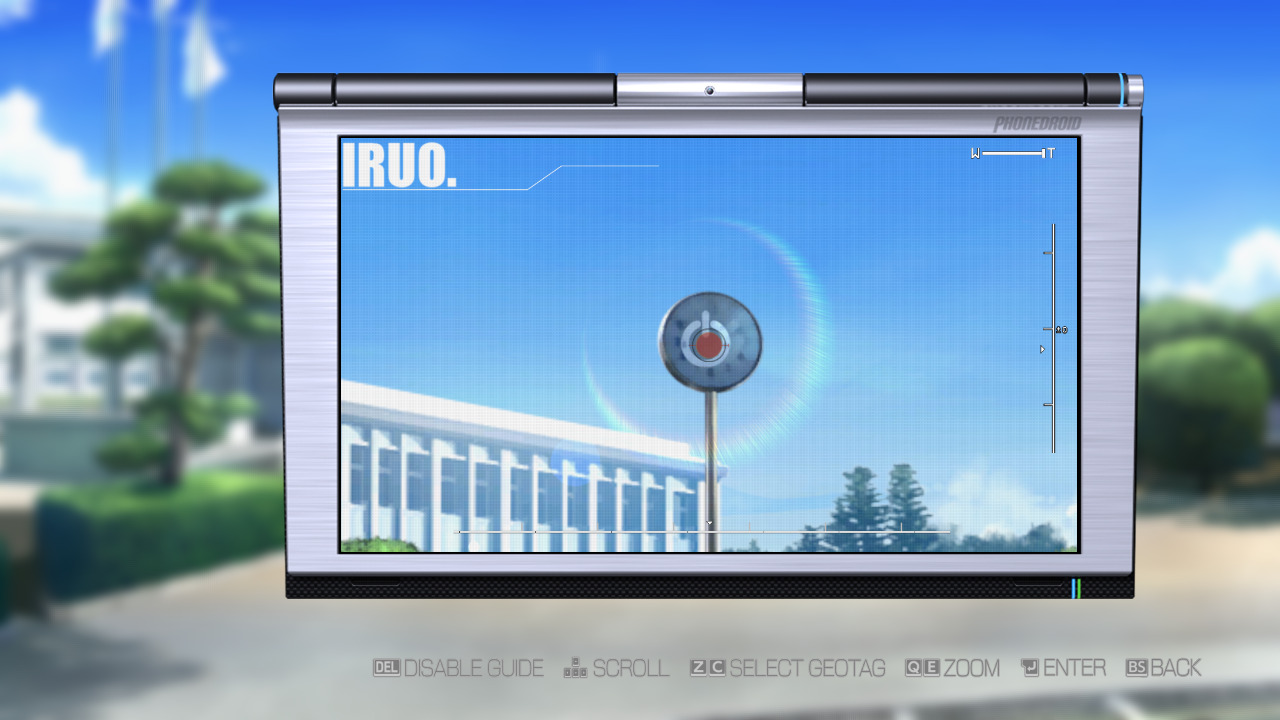 PHONEDROID
IRUO.
W T
DEL DISABLE GUIDE SCROLL Z C SELECT GEOTAG Q E ZOOM ENTER BS BACK